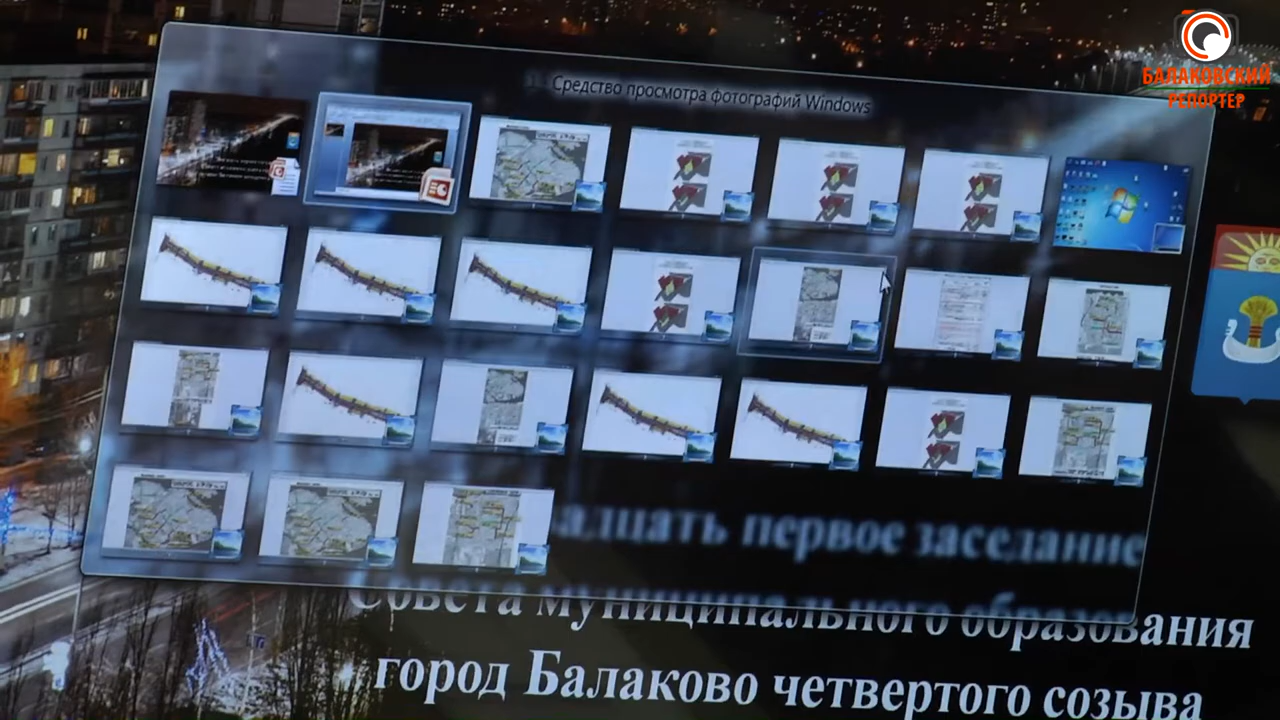 БАЛАКОВСКИЙ
РЕПОРТЕР
Средство просмотра фотографий Windows
первое заседание
Совета муниципального образования
город Балаково четвертого созыва